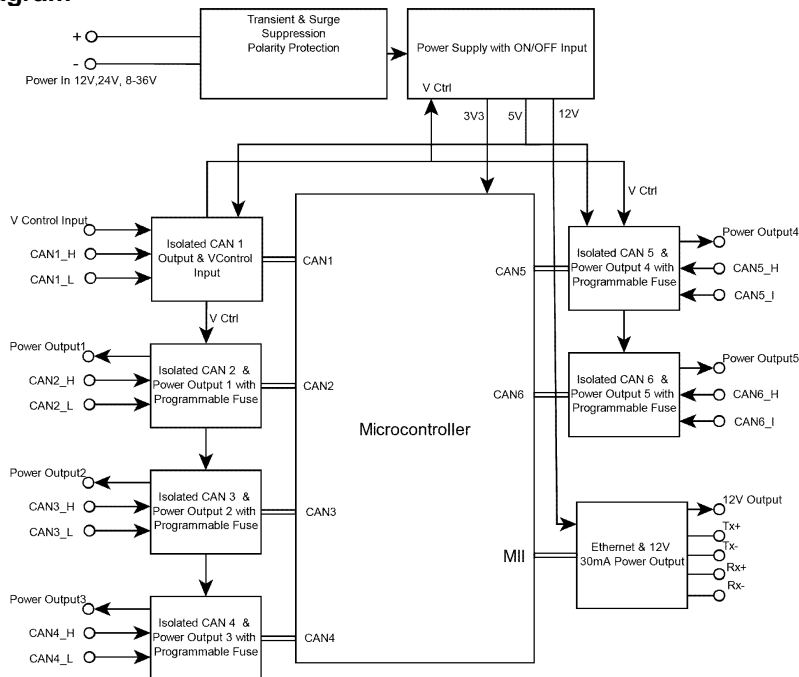 Transient & Surge
Suppression
Polarity Protection
Power Supply with ON/OFF Input
+
-
Power In 12V,24V, 8-36V
V Ctrl
3V3
5V
12V
V Ctrl
V Control Input
CAN1_H
CAN1_L
Isolated CAN 1
Output & VControl
Input
CAN1
V Ctrl
Power Output1
CAN2_H
CAN2_L
Isolated CAN 2 &
Power Output 1 with
Programmable Fuse
CAN2
Power Output2
CAN3_H
CAN3_L
Isolated CAN 3 &
Power Output 2 with
Programmable Fuse
CAN3
Power Output3
CAN4_H
CAN4_L
Isolated CAN 4 &
Power Output 3 with
Programmable Fuse
CAN4
Microcontroller
CAN5
Isolated CAN 5 &
Power Output 4 with
Programmable Fuse
Power Output4
CAN5_H
CAN5_I
CAN6
Isolated CAN 6 &
Power Output 5 with
Programmable Fuse
Power Output5
CAN6_H
CAN6_I
MII
Ethernet & 12V
30mA Power Output
12V Output
Tx+
Tx-
Rx+
Rx-